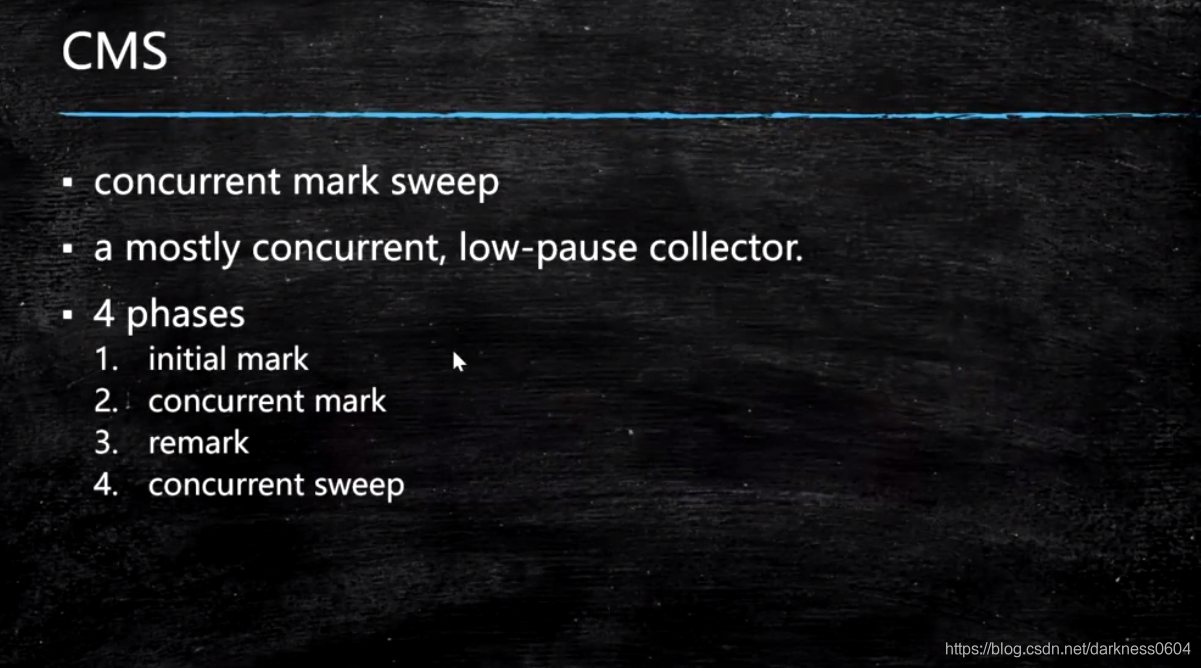 CMS
▪ concurrent mark sweep
▪ a mostly concurrent, low-pause collector.
▪ 4 phases
1. initial mark
2. concurrent mark
3. remark
4. concurrent sweep
https://blog.csdn.net/darkness0604